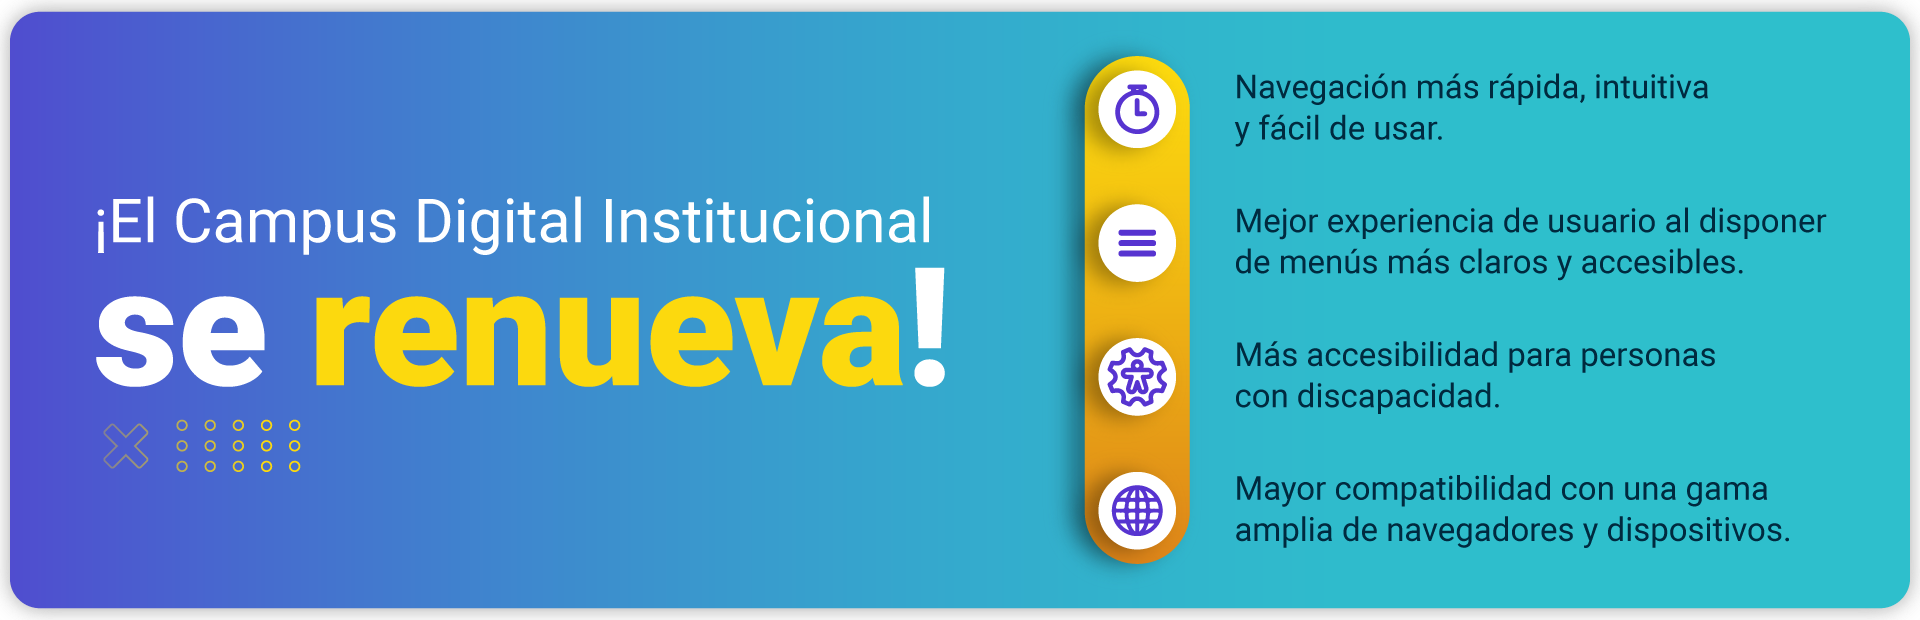 ¡El Campus Digital Institucional
se renueva!
Navegación más rápida, intuitiva
y fácil de usar.
Mejor experiencia de usuario al disponer
de menús más claros y accesibles.
Más accesibilidad para personas
con discapacidad.
Mayor compatibilidad con una gama
amplia de navegadores y dispositivos.